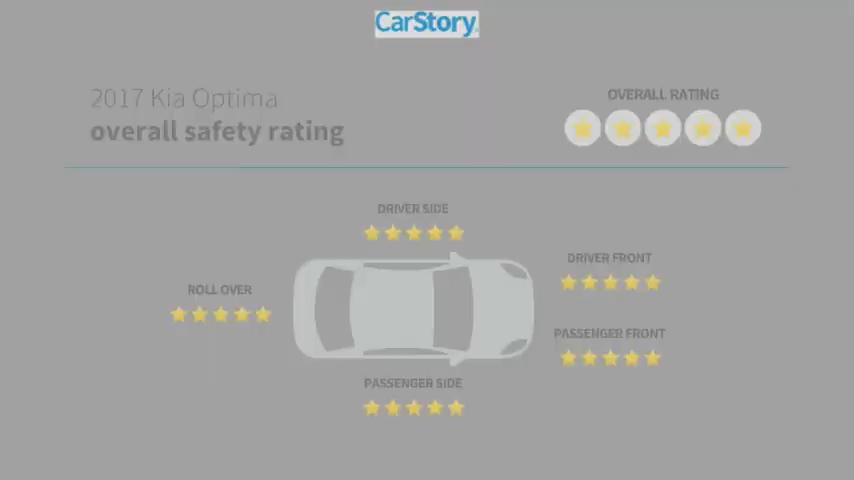 CarStory
2017 Kia Optima
overall safety rating
OVERALL RATING
DRIVER SIDE
DRIVER FRONT
ROLL OVER
PASSENGER FRONT
PASSENGER SIDE